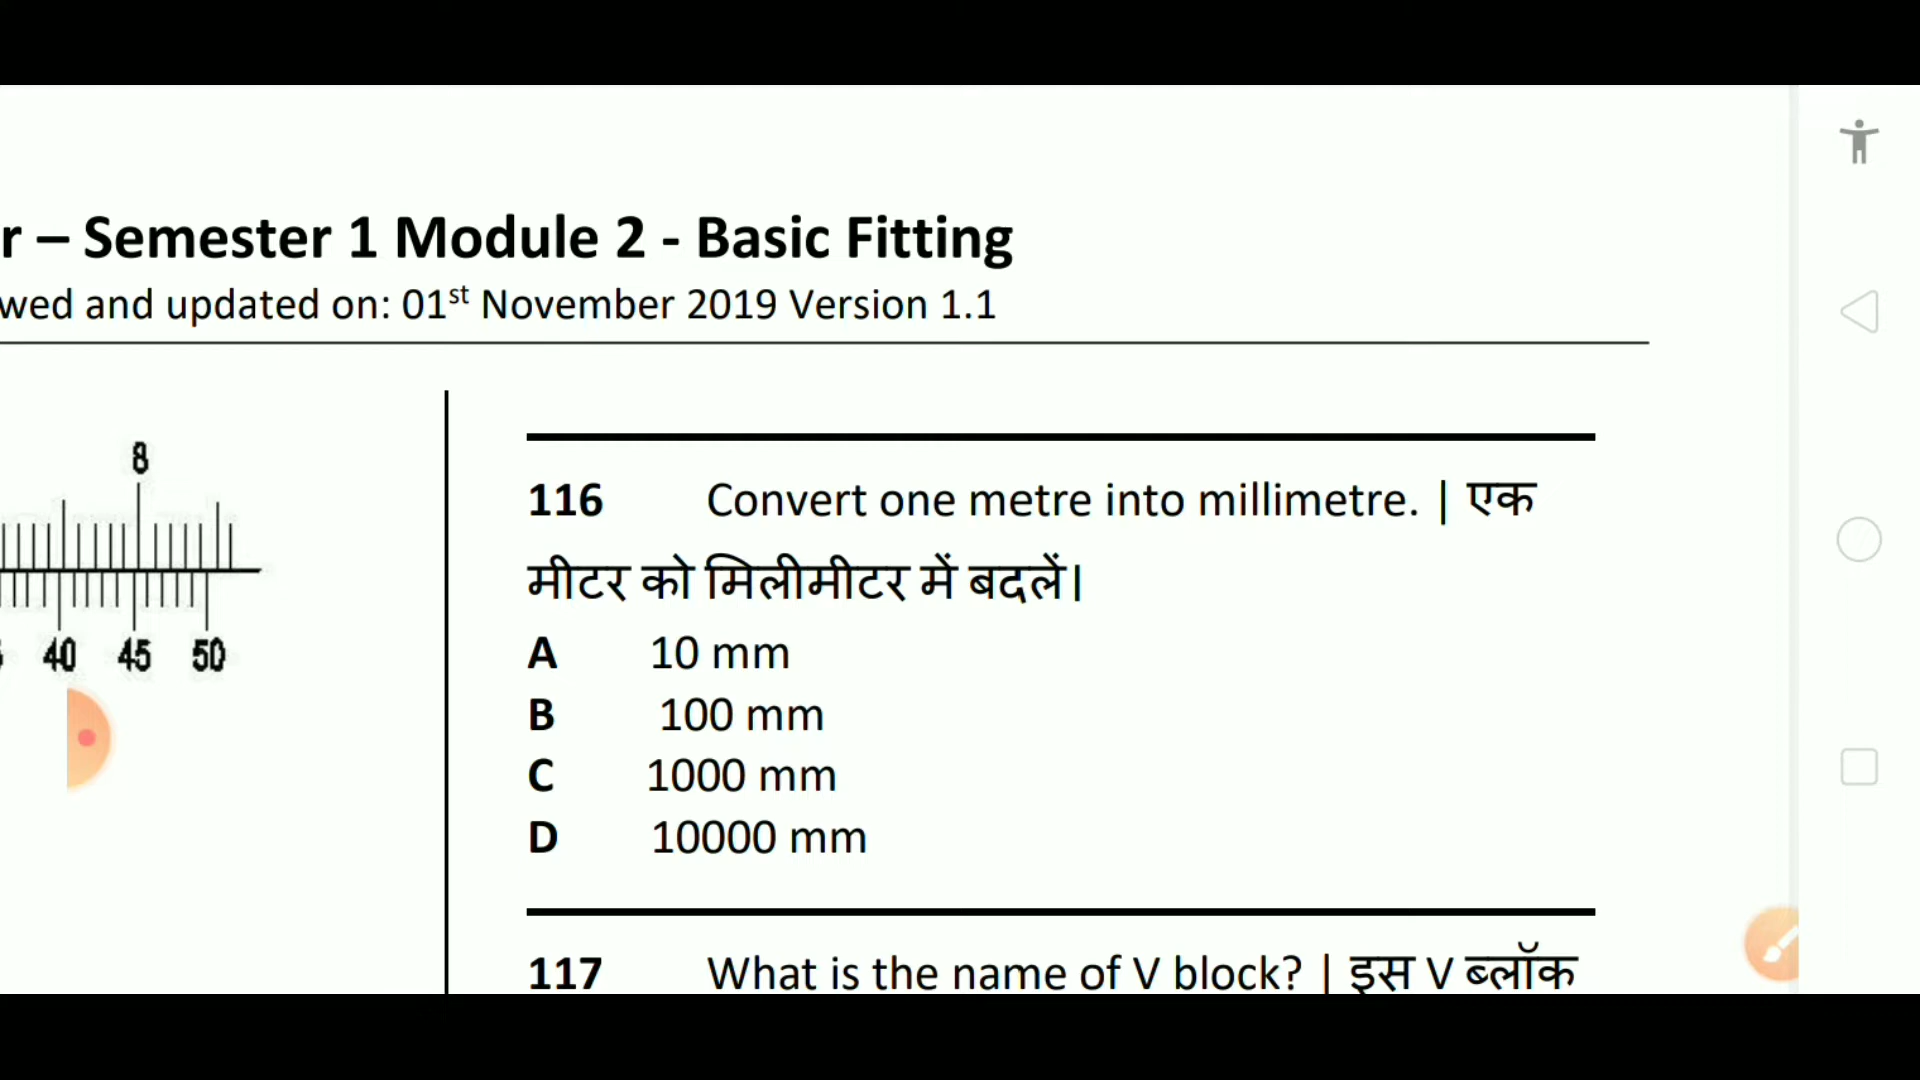 r – Semester 1 Module 2 - Basic Fitting
wed and updated on: 01st November 2019 Version 1.1
8
40 45 50
116 Convert one metre into millimetre. | एक
मीटर को मिलीमीटर में बदलें।
A 10 mm
B 100 mm
C 1000 mm
D 10000 mm
117 What is the name of V block? | इस V ब्लॉक